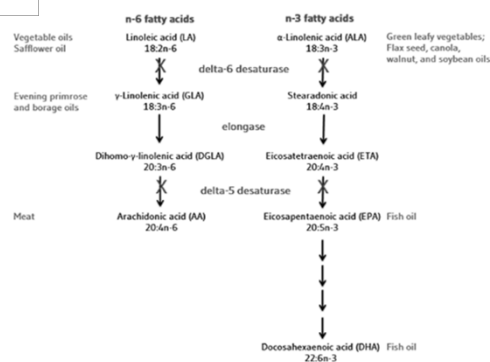 n-6 fatty acids n-3 fatty acids
Vegetable oils Linoleic acid (LA) α-Linolenic acid (ALA) Green leafy vegetables;
Safflower oil 18:2n-6 18:3n-3 Flax seed, canola,
walnut, and soybean oils
delta-6 desaturase
Evening primrose γ-Linolenic acid (GLA) Stearadonic acid
and borage oils 18:3n-6 18:4n-3
elongase
Dihomo-γ-linolenic acid (DGLA) Eicosatetraenoic acid (ETA)
20:3n-6 20:4n-3
delta-5 desaturase
Meat Arachidonic acid (AA) Eicosapentaenoic acid (EPA) Fish oil
20:4n-6 20:5n-3
Docosahexaenoic acid (DHA) Fish oil
22:6n-3